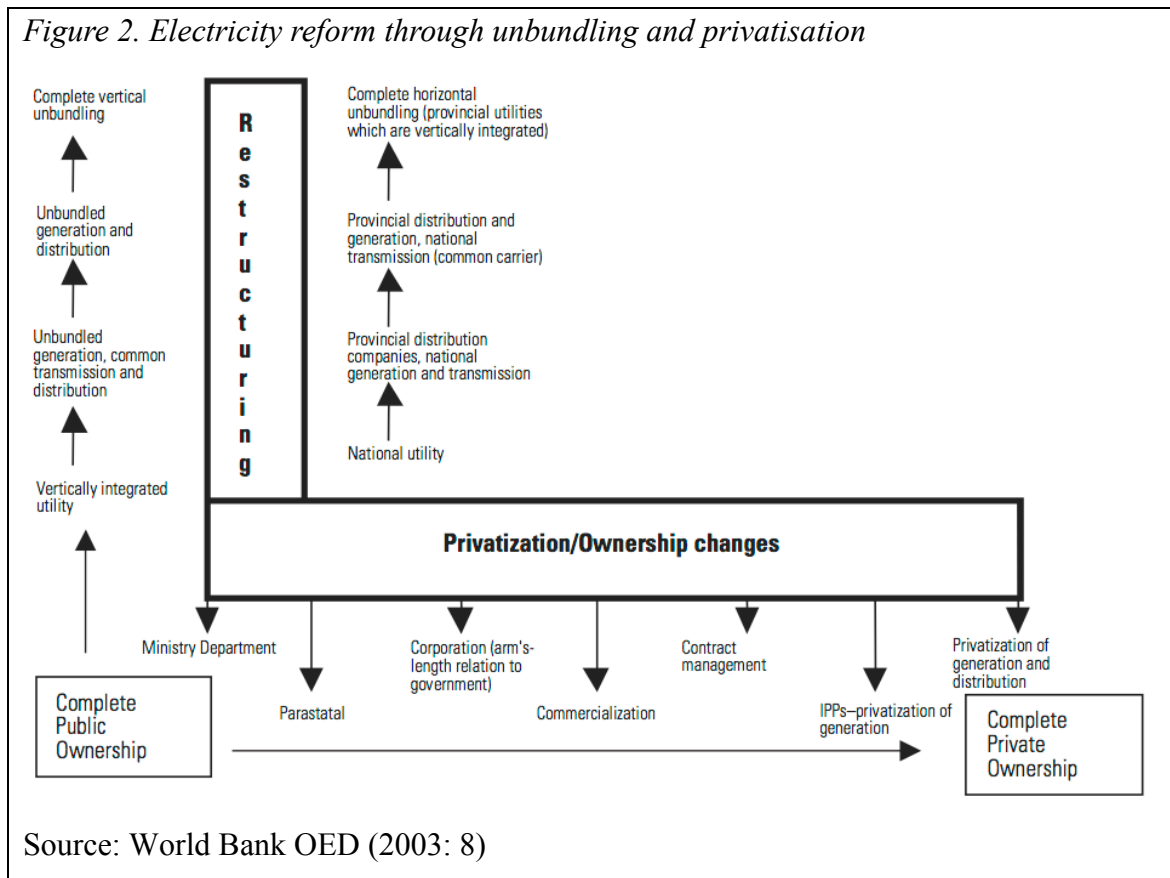 Figure 2. Electricity reform through unbundling and privatisation
Complete vertical
unbundling
Unbundled
generation and
distribution
Unbundled
generation, common
transmission and
distribution
Vertically integrated
utility
Restructuring
Complete horizontal
unbundling (provincial utilities
which are vertically integrated)
Provincial distribution and
generation, national
transmission (common carrier)
Provincial distribution
companies, national
generation and transmission
National utility
Privatization/Ownership changes
Ministry Department
Parastatal
Corporation (arm's-
length relation to
government)
Commercialization
Contract
management
IPPs–privatization of
generation
Privatization of
generation and
distribution
Complete
Public
Ownership
Complete
Private
Ownership
Source: World Bank OED (2003: 8)